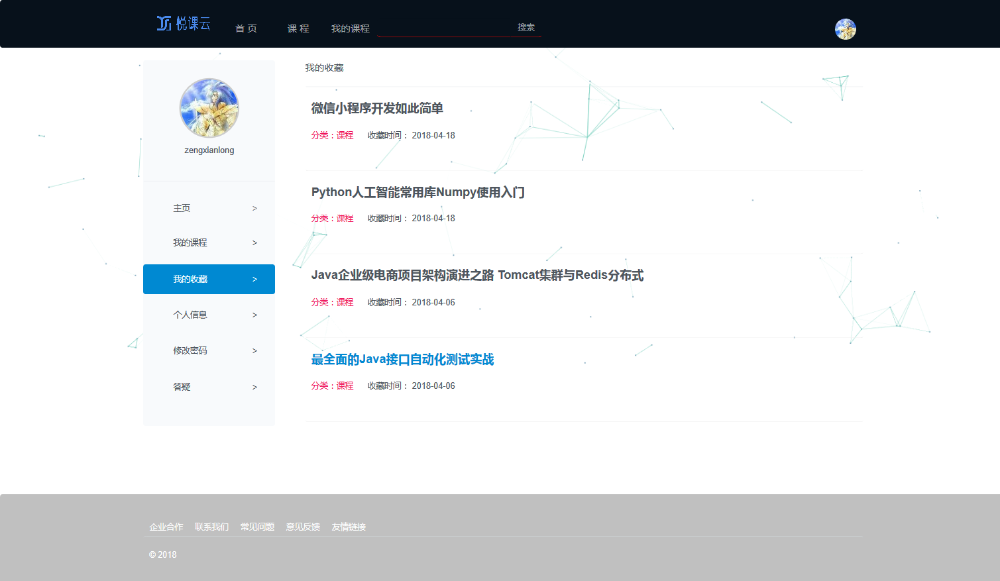 悦课云
首 页
课 程
我的课程
搜索
zengxianlong
主页 >
我的课程 >
我的收藏 >
个人信息 >
修改密码 >
答疑 >
我的收藏
微信小程序开发如此简单
分类：课程 收藏时间： 2018-04-18
Python人工智能常用库Numpy使用入门
分类：课程 收藏时间： 2018-04-18
Java企业级电商项目架构演进之路 Tomcat集群与Redis分布式
分类：课程 收藏时间： 2018-04-06
最全面的Java接口自动化测试实战
分类：课程 收藏时间： 2018-04-06
企业合作 联系我们 常见问题 意见反馈 友情链接
© 2018